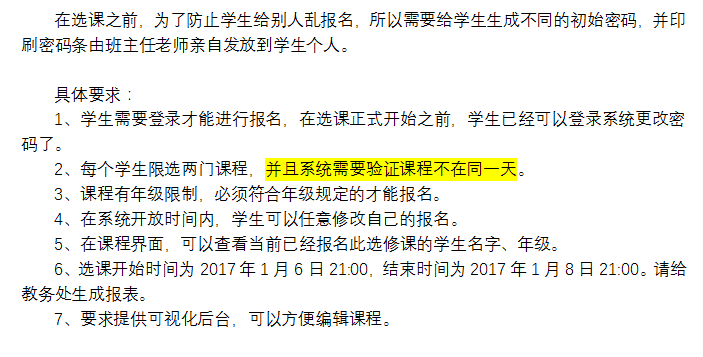 在选课之前，为了防止学生给别人乱报名，所以需要给学生生成不同的初始密码，并印
刷密码条由班主任老师亲自发放到学生个人。
具体要求：
1、学生需要登录才能进行报名，在选课正式开始之前，学生已经可以登录系统更改密
码了。
2、每个学生限选两门课程，并且系统需要验证课程不在同一天。
3、课程有年级限制，必须符合年级规定的才能报名。
4、在系统开放时间内，学生可以任意修改自己的报名。
5、在课程界面，可以查看当前已经报名此选修课的学生名字、年级。
6、选课开始时间为 2017 年 1 月 6 日 21:00，结束时间为 2017 年 1 月 8 日 21:00。请给
教务处生成报表。
7、要求提供可视化后台，可以方便编辑课程。